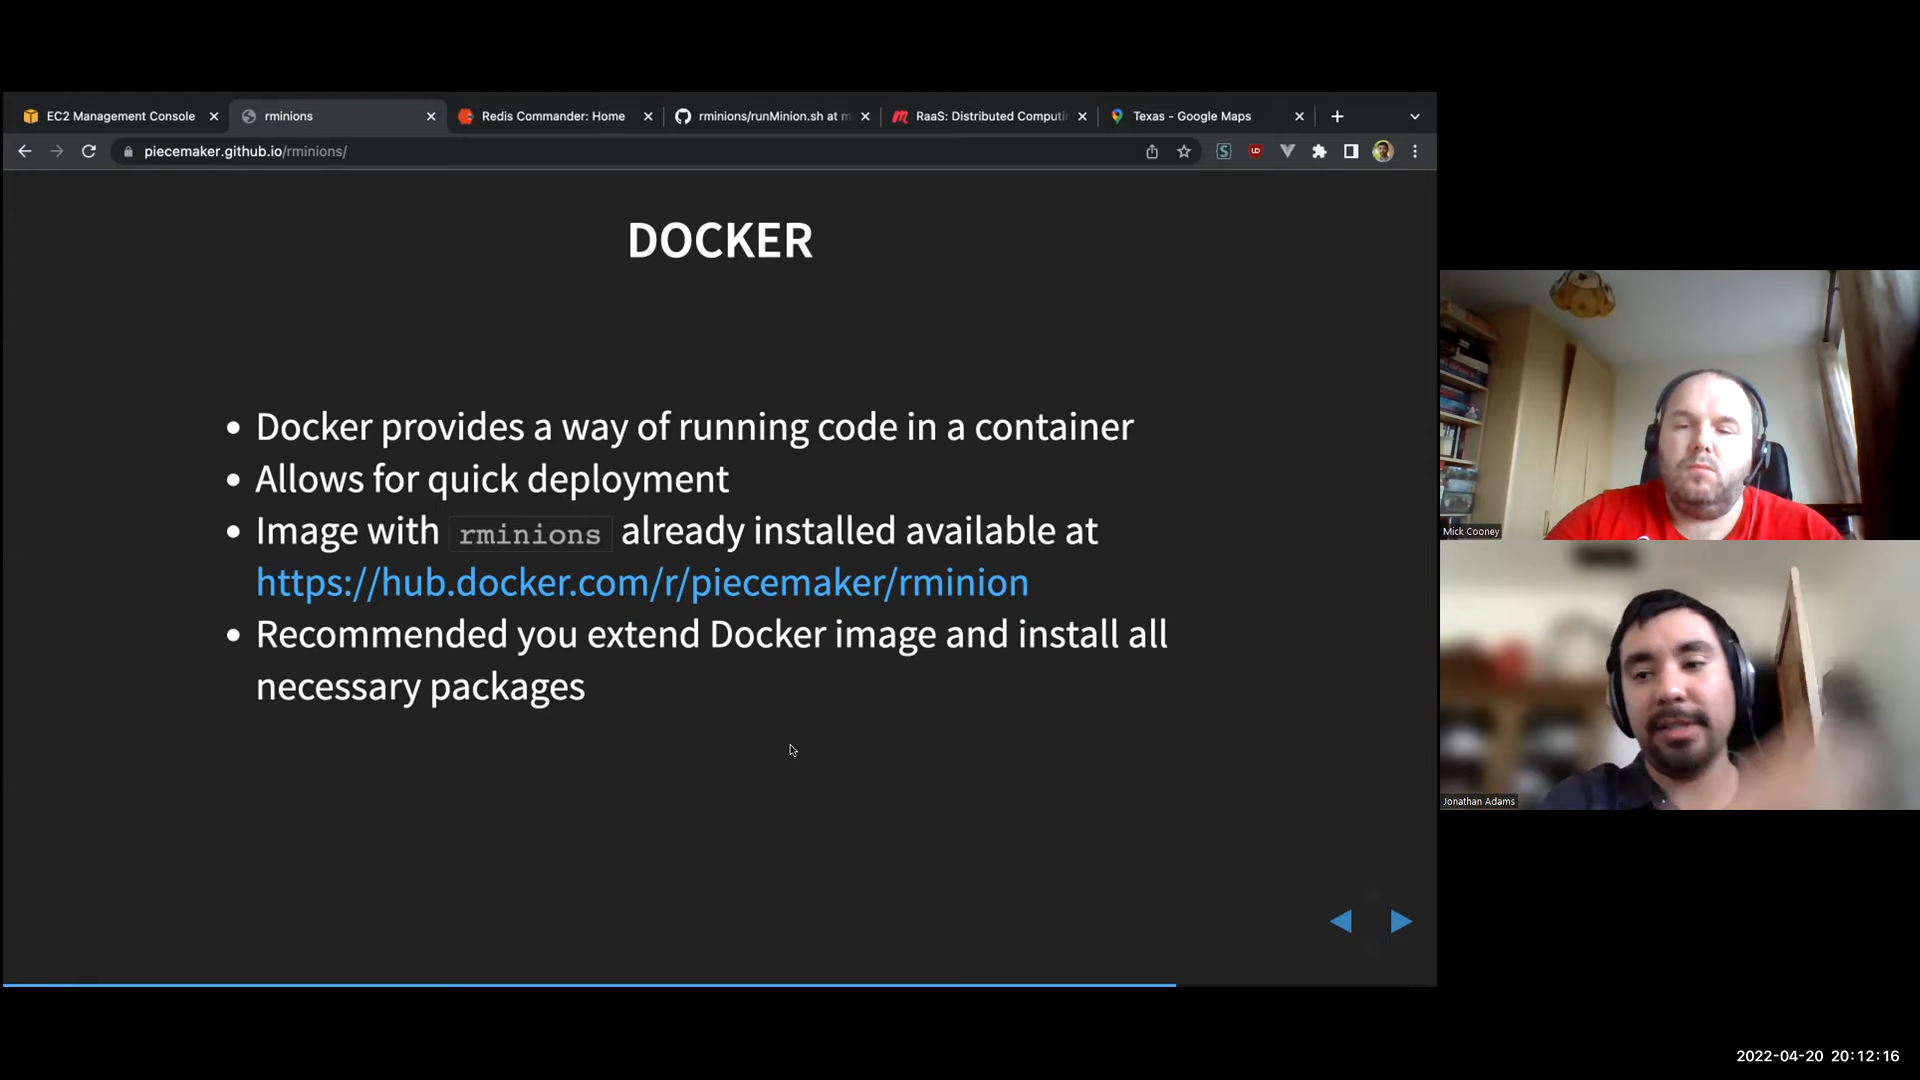 EC2 Management Console
rminions
Redis Commander: Home
rminions/runMinion.sh at m
RaaS: Distributed Computi
Texas - Google Maps
piecemaker.github.io/rminions/
DOCKER
Docker provides a way of running code in a container
Allows for quick deployment
Image with rminions already installed available at
https://hub.docker.com/r/piecemaker/rminion
Recommended you extend Docker image and install all
necessary packages
Mick Cooney
Jonathan Adams
2022-04-20 20:12:16